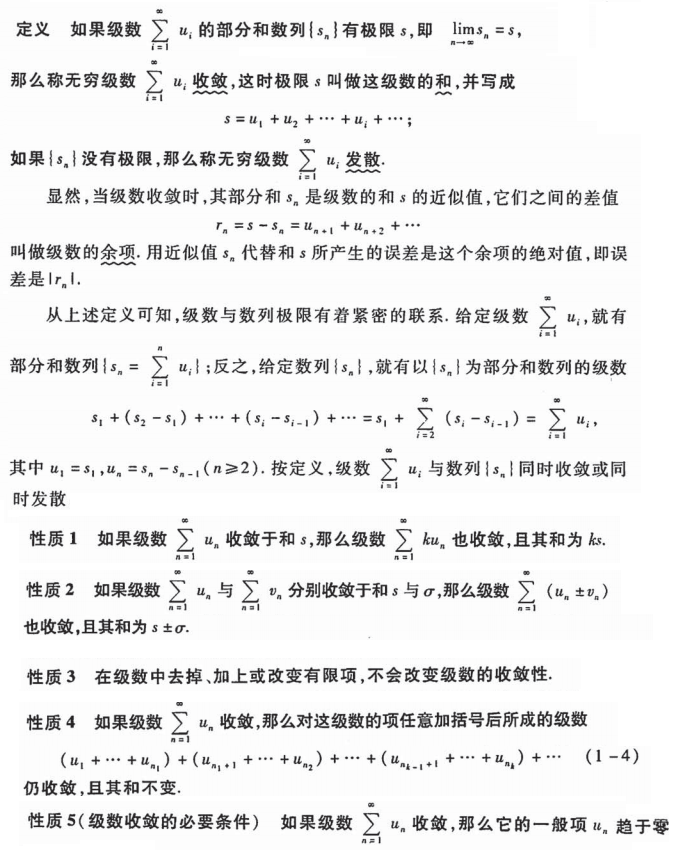 定义 如果级数 $\sum_{i=1}^{\infty} u_i$ 的部分和数列{$s_n$}有极限 s,即 $\lim_{n\to\infty} s_n = s$,
那么称无穷级数 $\sum_{i=1}^{\infty} u_i$ 收敛,这时极限 s 叫做这级数的和,并写成
$s = u_1 + u_2 + \cdots + u_i + \cdots$;
如果{$s_n$}没有极限,那么称无穷级数 $\sum_{i=1}^{\infty} u_i$ 发散.
显然,当级数收敛时,其部分和 $s_n$ 是级数的和 s 的近似值,它们之间的差值
$r_n = s - s_n = u_{n+1} + u_{n+2} + \cdots$
叫做级数的余项. 用近似值 $s_n$ 代替和 s 所产生的误差是这个余项的绝对值,即误
差是$|r_n|$.
从上述定义可知,级数与数列极限有着紧密的联系. 给定级数 $\sum_{i=1}^{\infty} u_i$,就有
部分和数列{$s_n = \sum_{i=1}^{n} u_i$};反之,给定数列{$s_n$},就有以{$s_n$}为部分和数列的级数
$s_1 + (s_2 - s_1) + \cdots + (s_i - s_{i-1}) + \cdots = s_1 + \sum_{i=2}^{\infty} (s_i - s_{i-1}) = \sum_{i=1}^{\infty} u_i$,
其中 $u_1 = s_1, u_n = s_n - s_{n-1} (n \geq 2)$. 按定义,级数 $\sum_{i=1}^{\infty} u_i$ 与数列{$s_n$}同时收敛或同
时发散
性质 1 如果级数 $\sum_{n=1}^{\infty} u_n$ 收敛于和 s,那么级数 $\sum_{n=1}^{\infty} ku_n$ 也收敛,且其和为 ks.
性质 2 如果级数 $\sum_{n=1}^{\infty} u_n$ 与 $\sum_{n=1}^{\infty} v_n$ 分别收敛于和 s 与 σ,那么级数 $\sum_{n=1}^{\infty} (u_n \pm v_n)$
也收敛,且其和为 s ± σ.
性质 3 在级数中去掉、加上或改变有限项,不会改变级数的收敛性.
性质 4 如果级数 $\sum_{n=1}^{\infty} u_n$ 收敛,那么对这级数的项任意加括号后所成的级数
$(u_1 + \cdots + u_{n_1}) + (u_{n_1+1} + \cdots + u_{n_2}) + \cdots + (u_{n_{k-1}+1} + \cdots + u_{n_k}) + \cdots$ (1-4)
仍收敛,且其和不变.
性质 5(级数收敛的必要条件) 如果级数 $\sum_{n=1}^{\infty} u_n$ 收敛,那么它的一般项 $u_n$ 趋于零